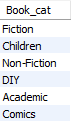 Book_cat
Fiction
Children
Non-Fiction
DIY
Academic
Comics